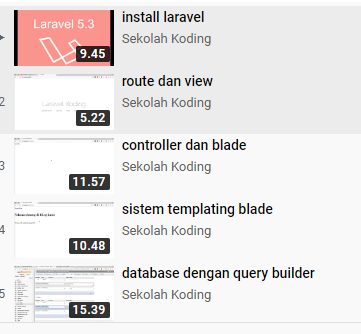 Laravel 5.3
9.45
install laravel
Sekolah Koding
2
Laravel Koding
5.22
route dan view
Sekolah Koding
3
11.57
controller dan blade
Sekolah Koding
4
10.48
sistem templating blade
Sekolah Koding
5
15.39
database dengan query builder
Sekolah Koding